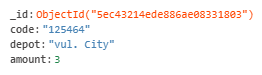 _id:ObjectId("5ec43214ede886ae08331803")
code:"125464"
depot:"vul. City"
amount:3